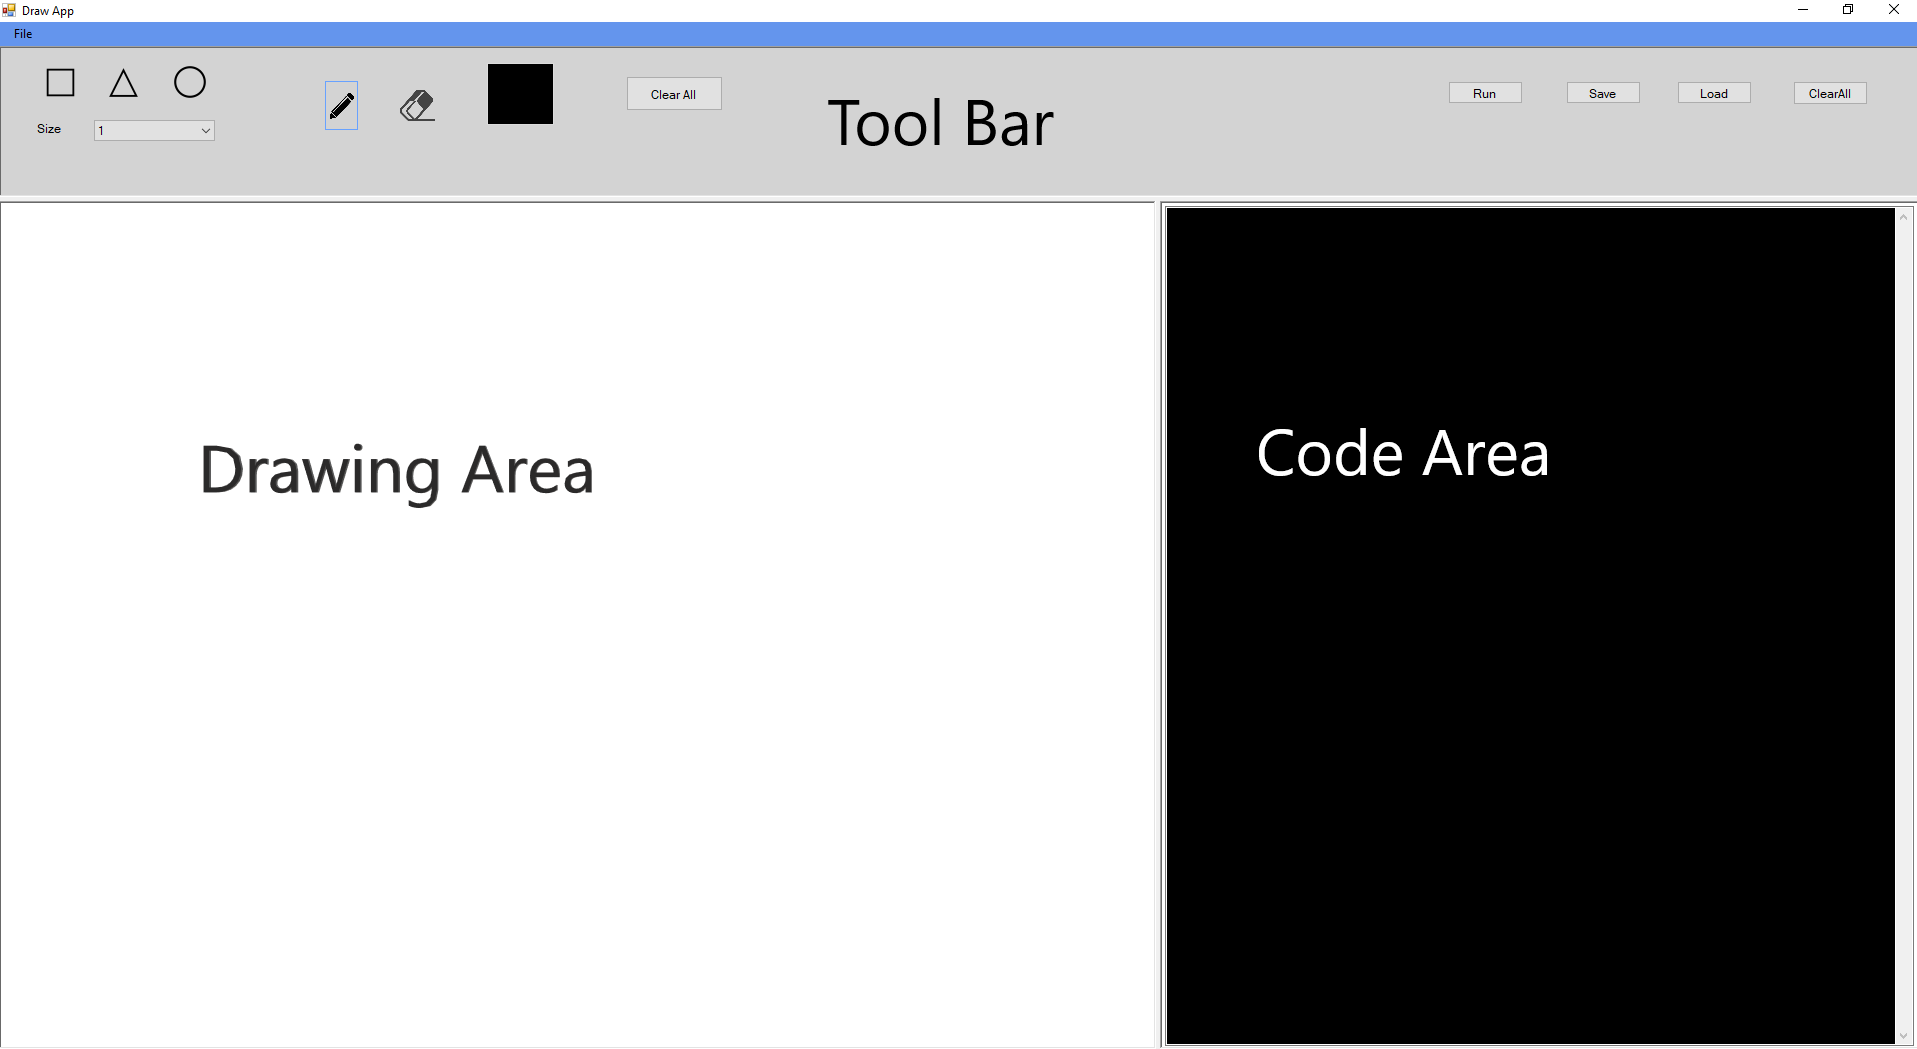 Draw App
File
Size
1
Clear All
Tool Bar
Run
Save
Load
ClearAll
Drawing Area
Code Area